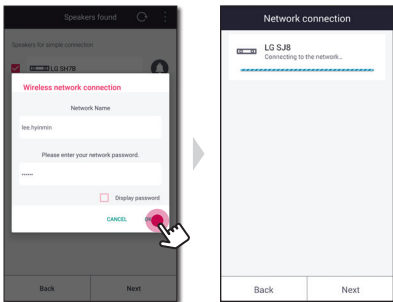 Speakers found
Speakers for simple connection
LG SH7B
Wireless network connection
Network Name
lee.hyinmin
Please enter your network password.
......
Display password
CANCEL
Back
Next
Network connection
LG SJ8
Connecting to the network...
Back
Next